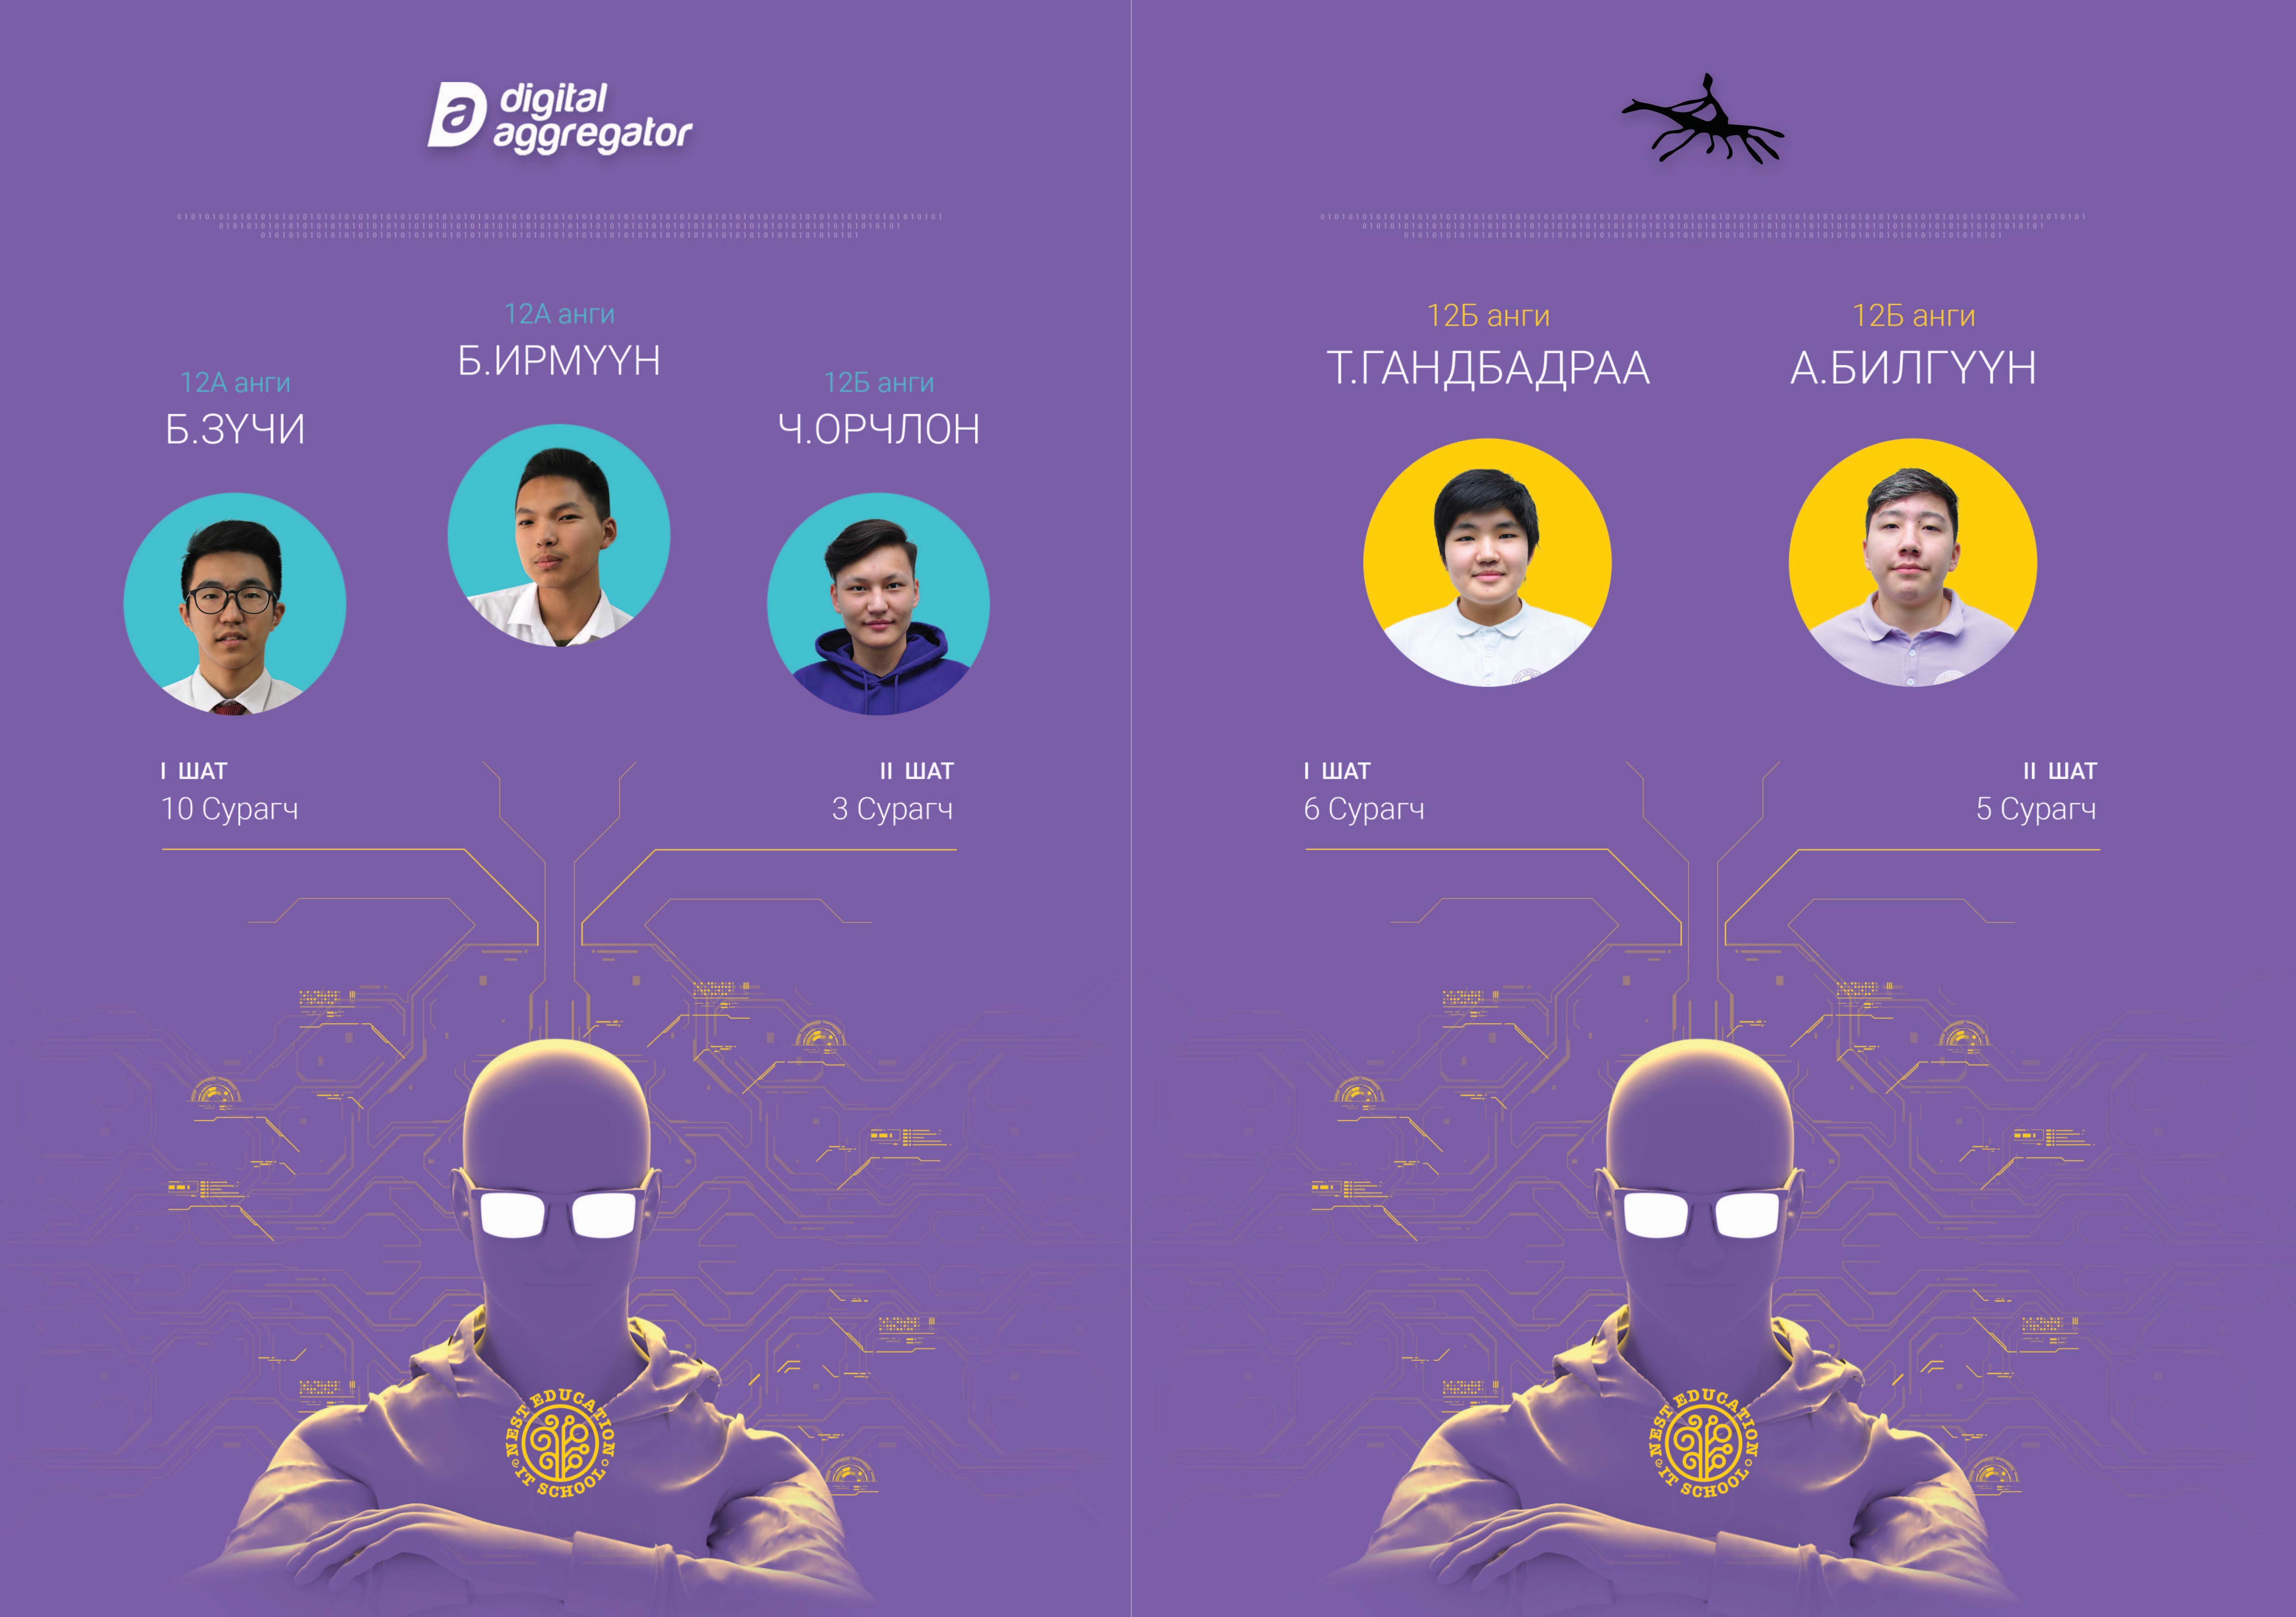 digital
aggregator
12А анги
Б.ЗҮЧИ
12А анги
Б.ИРМҮҮН
12Б анги
Ч.ОРЧЛОН
I ШАТ
10 Сурагч
II ШАТ
3 Сурагч
NEST EDUCATION
IT SCHOOL
12Б анги
Т.ГАНДБАДРАА
12Б анги
А.БИЛГҮҮН
I ШАТ
6 Сурагч
II ШАТ
5 Сурагч
NEST EDUCATION
IT SCHOOL